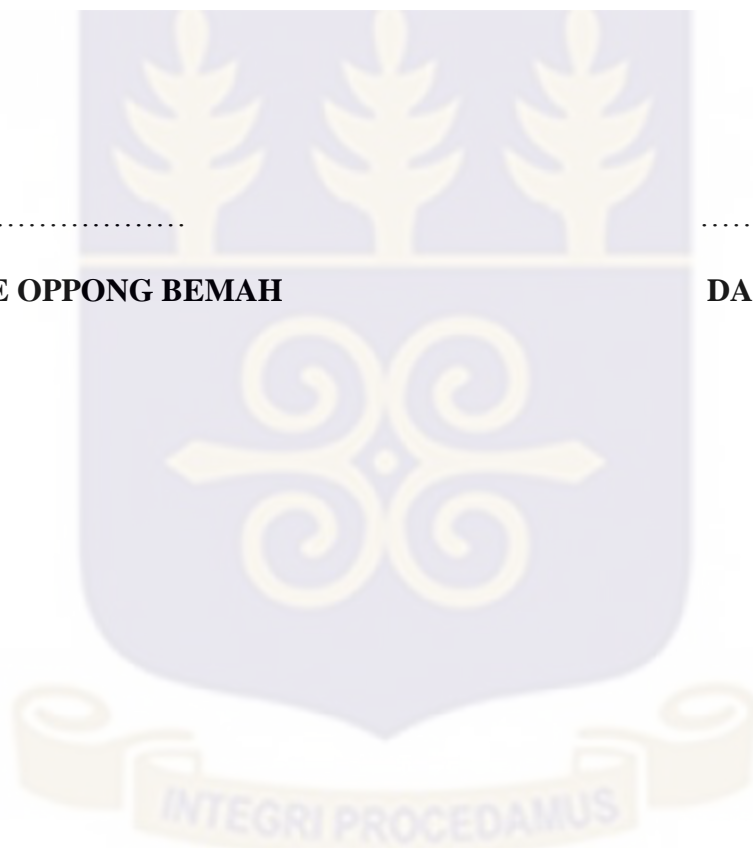 .................. .....
E OPPONG BEMAH DA
INTEGRI PROCEDAMUS